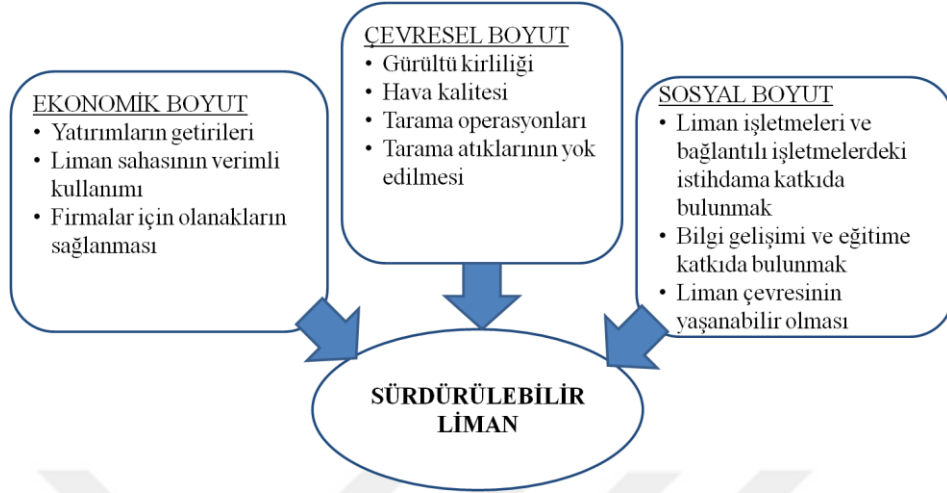 EKONOMİK BOYUT
• Yatırımların getirileri
• Liman sahasının verimli
kullanımı
• Firmalar için olanakların
sağlanması
ÇEVRESEL BOYUT
• Gürültü kirliliği
• Hava kalitesi
• Tarama operasyonları
• Tarama atıklarının yok
edilmesi
SOSYAL BOYUT
• Liman işletmeleri ve
bağlantılı işletmelerdeki
istihdama katkıda
bulunmak
• Bilgi gelişimi ve eğitime
katkıda bulunmak
• Liman çevresinin
yaşanabilir olması
SÜRDÜRÜLEBİLİR
LİMAN